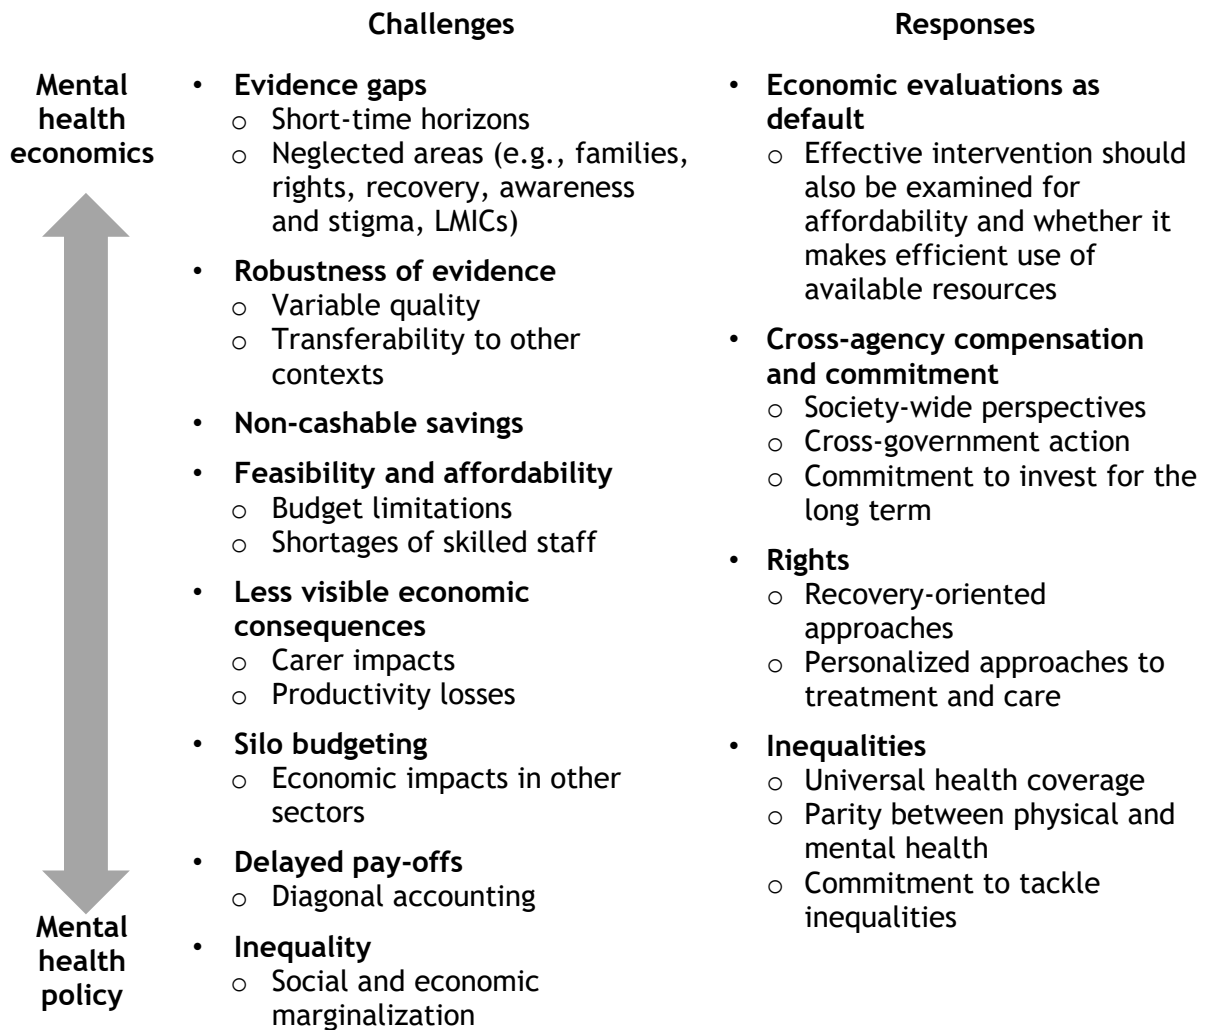 Challenges
Responses
Mental
health
economics
• Evidence gaps
o Short-time horizons
o Neglected areas (e.g., families,
rights, recovery, awareness
and stigma, LMICs)
• Robustness of evidence
o Variable quality
o Transferability to other
contexts
• Non-cashable savings
• Feasibility and affordability
o Budget limitations
o Shortages of skilled staff
• Less visible economic
consequences
o Carer impacts
o Productivity losses
• Silo budgeting
o Economic impacts in other
sectors
• Delayed pay-offs
o Diagonal accounting
• Inequality
o Social and economic
marginalization
• Economic evaluations as
default
o Effective intervention should
also be examined for
affordability and whether it
makes efficient use of
available resources
• Cross-agency compensation
and commitment
o Society-wide perspectives
o Cross-government action
o Commitment to invest for the
long term
• Rights
o Recovery-oriented
approaches
o Personalized approaches to
treatment and care
• Inequalities
o Universal health coverage
o Parity between physical and
mental health
o Commitment to tackle
inequalities
Mental
health
policy